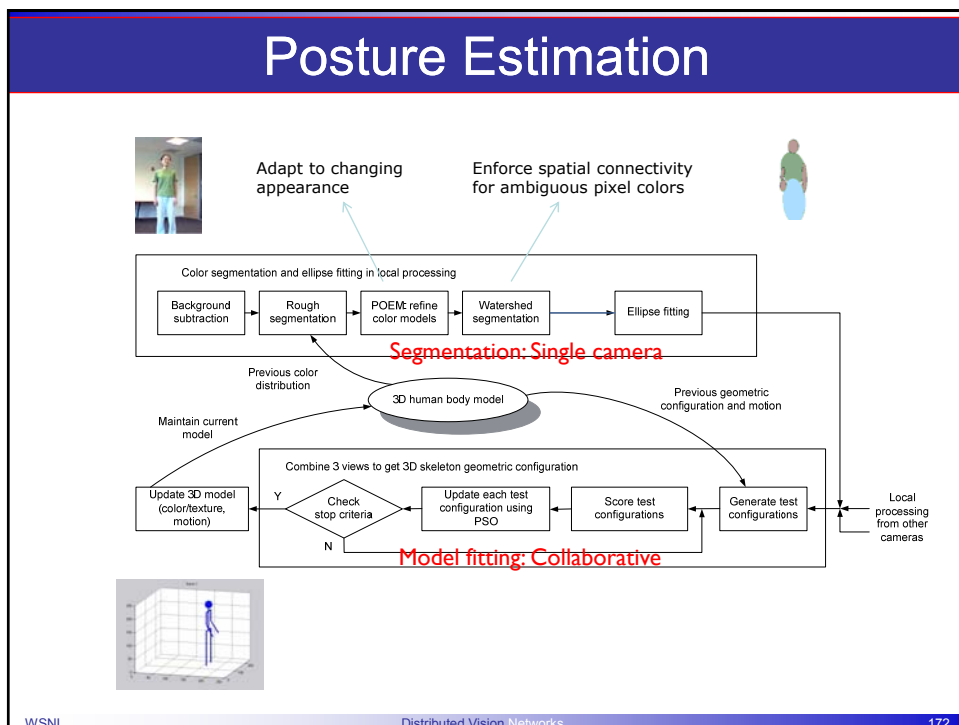 Posture Estimation
Adapt to changing
appearance
Enforce spatial connectivity
for ambiguous pixel colors
Color segmentation and ellipse fitting in local processing
Background
subtraction
Rough
segmentation
POEM: refine
color models
Watershed
segmentation
Ellipse fitting
Segmentation: Single camera
Previous color
distribution
3D human body model
Previous geometric
configuration and motion
Maintain current
model
Combine 3 views to get 3D skeleton geometric configuration
Update 3D model
(color/texture,
motion)
Y
Check
stop criteria
N
Update each test
configuration using
PSO
Score test
configurations
Generate test
configurations
Local
processing
from other
cameras
Model fitting: Collaborative
WSNL
Distributed Vision Networks
172